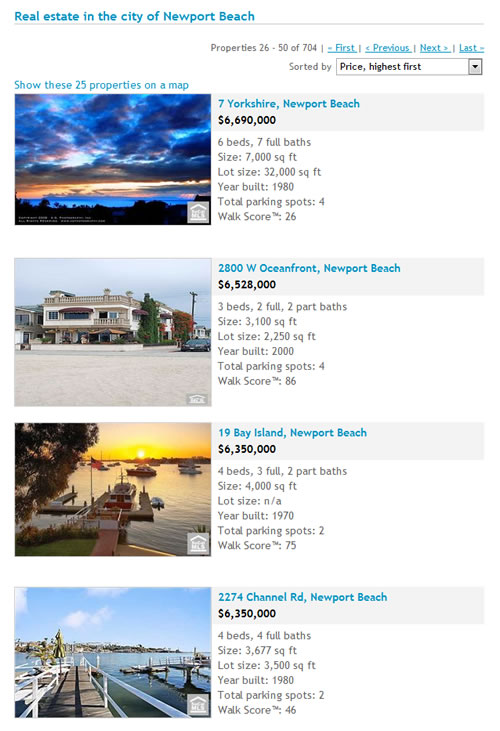 Real estate in the city of Newport Beach
Properties 26 - 50 of 704 | « First | < Previous | Next > | Last »
Sorted by Price, highest first
Show these 25 properties on a map
7 Yorkshire, Newport Beach
$6,690,000
6 beds, 7 full baths
Size: 7,000 sq ft
Lot size: 32,000 sq ft
Year built: 1980
Total parking spots: 4
Walk Score™: 26
2800 W Oceanfront, Newport Beach
$6,528,000
3 beds, 2 full, 2 part baths
Size: 3,100 sq ft
Lot size: 2,250 sq ft
Year built: 2000
Total parking spots: 4
Walk Score™: 86
19 Bay Island, Newport Beach
$6,350,000
4 beds, 3 full, 2 part baths
Size: 4,000 sq ft
Lot size: n/a
Year built: 1970
Total parking spots: 2
Walk Score™: 75
2274 Channel Rd, Newport Beach
$6,350,000
4 beds, 4 full baths
Size: 3,677 sq ft
Lot size: 3,500 sq ft
Year built: 1980
Total parking spots: 2
Walk Score™: 46